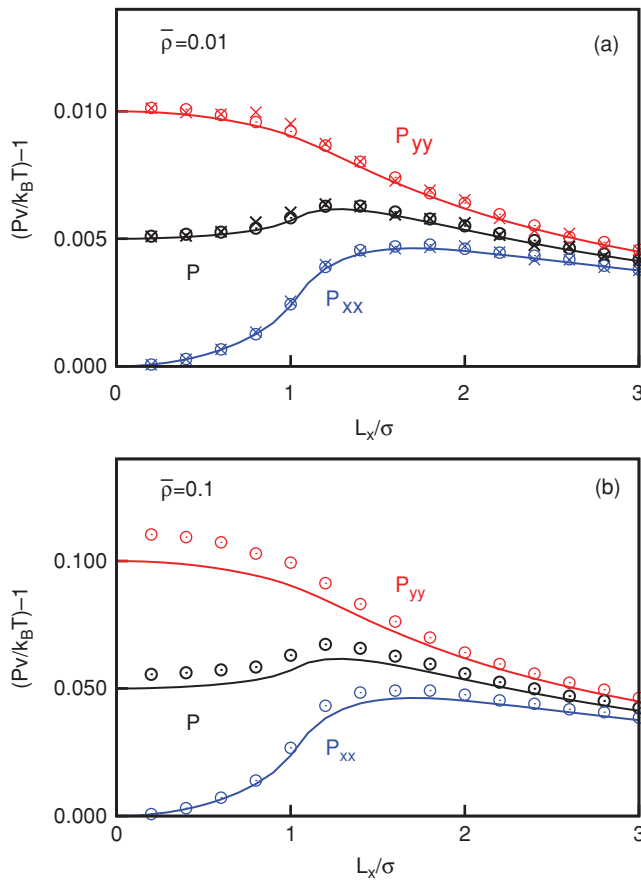 ρ̅=0.01
(a)
0.010
P_yy
(Pv/k_BT)−1
0.005
P
P_xx
0.000
0 1 2 3
L_x/σ
ρ̅=0.1
(b)
0.100
P_yy
(Pv/k_BT)−1
0.050
P
P_xx
0.000
0 1 2 3
L_x/σ